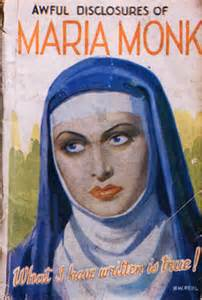 AWFUL DISCLOSURES OF
MARIA MONK
What I have written is true!